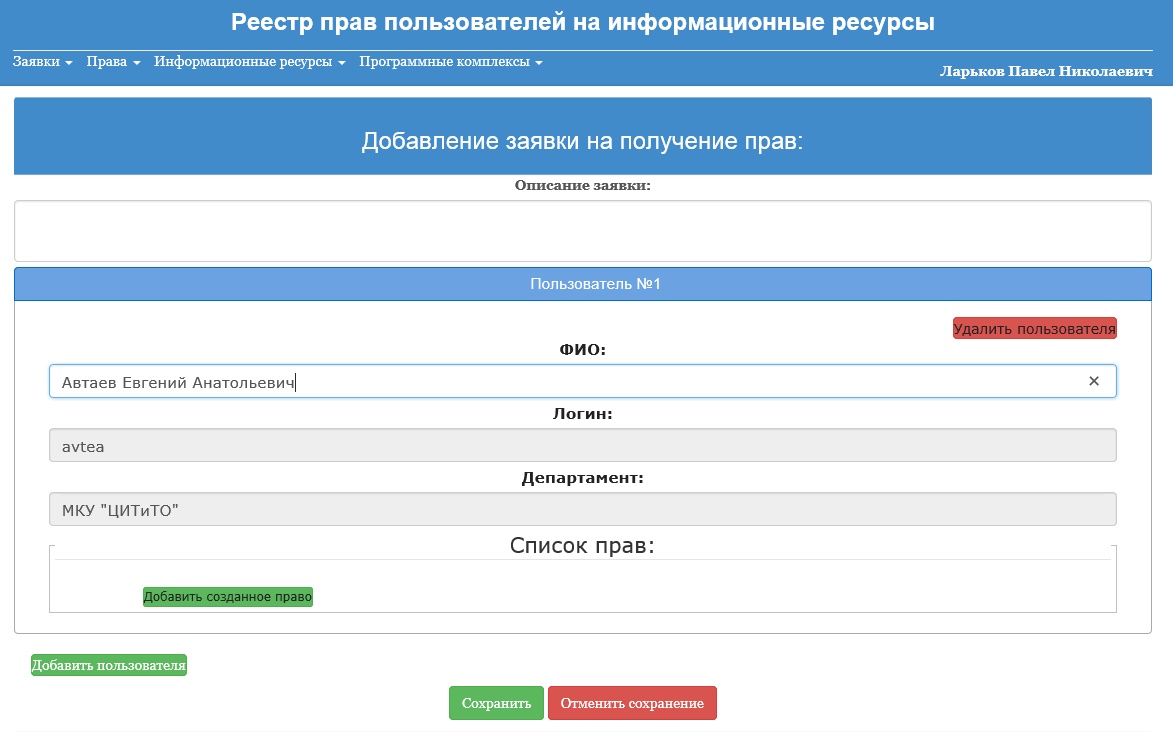 Реестр прав пользователей на информационные ресурсы
Заявки Права Информационные ресурсы Программные комплексы
Ларьков Павел Николаевич
Добавление заявки на получение прав:
Описание заявки:
Пользователь №1
Удалить пользователя
ФИО:
Автаев Евгений Анатольевич
Логин:
avtea
Департамент:
МКУ "ЦИТиТО"
Список прав:
Добавить созданное право
Добавить пользователя
Сохранить Отменить сохранение